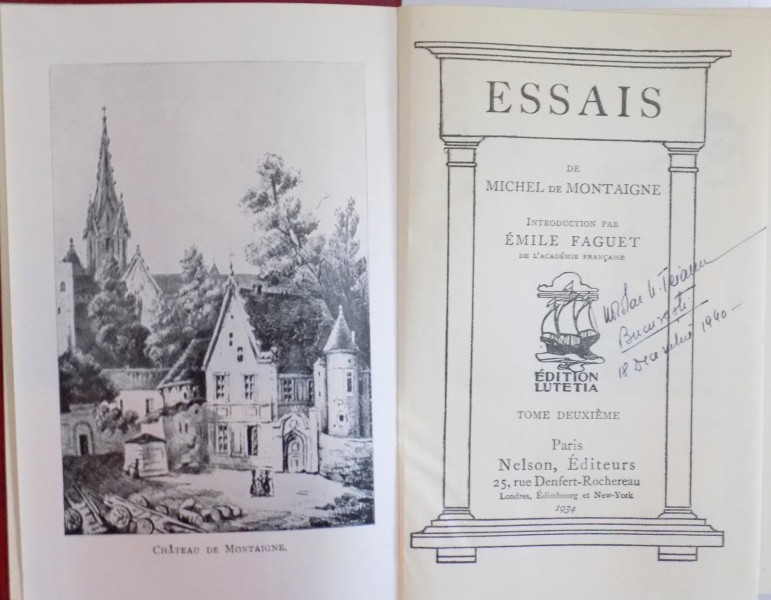 CHÂTEAU DE MONTAIGNE.
ESSAIS
DE
MICHEL DE MONTAIGNE
INTRODUCTION PAR
ÉMILE FAGUET
DE L'ACADÉMIE FRANÇAISE
București
18 Decembrie 1940 –
ÉDITION
LUTETIA
TOME DEUXIÈME
Paris
Nelson, Éditeurs
25, rue Denfert-Rochereau
Londres, Édimbourg et New-York
1934